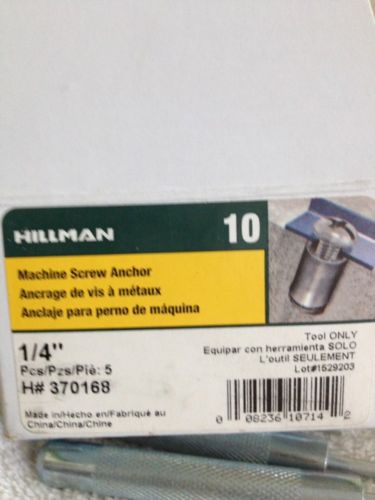 HILLMAN 10
Machine Screw Anchor
Ancrage de vis à métaux
Anclaje para perno de máquina
1/4"
Pcs/Pzs/Piè: 5
H# 370168
Tool ONLY
Equipar con herramienta SOLO
L'outil SEULEMENT
Lot#1529203
Made in/Hecho en/Fabriqué au
China/China/Chine
0 08236 10714 2